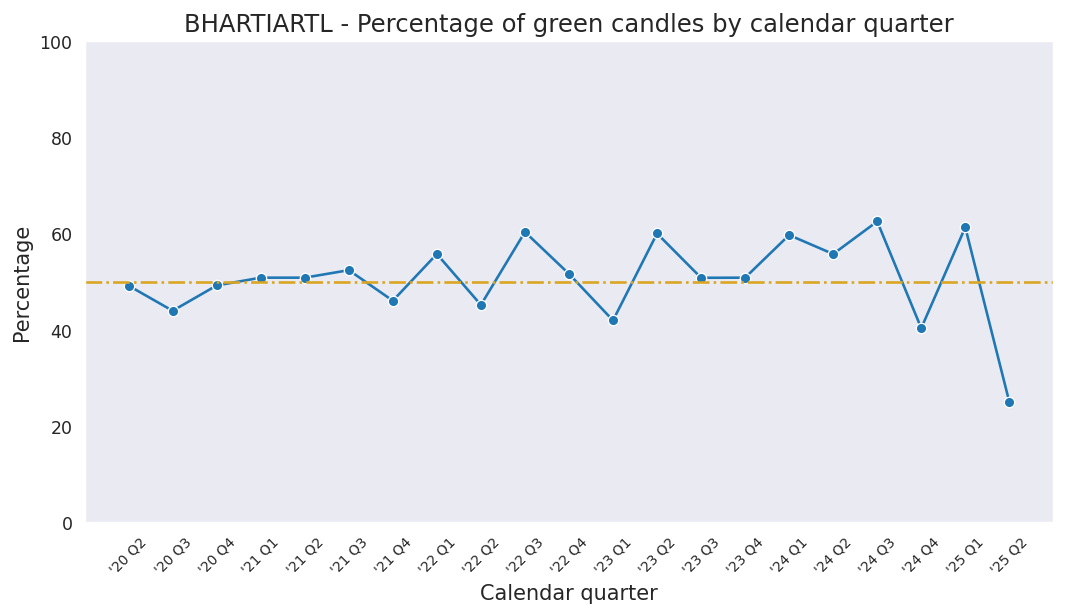 BHARTIARTL - Percentage of green candles by calendar quarter
100
80
60
40
20
0
Percentage
'20 Q2
'20 Q3
'20 Q4
'21 Q1
'21 Q2
'21 Q3
'21 Q4
'22 Q1
'22 Q2
'22 Q3
'22 Q4
'23 Q1
'23 Q2
'23 Q3
'23 Q4
'24 Q1
'24 Q2
'24 Q3
'24 Q4
'25 Q1
'25 Q2
Calendar quarter